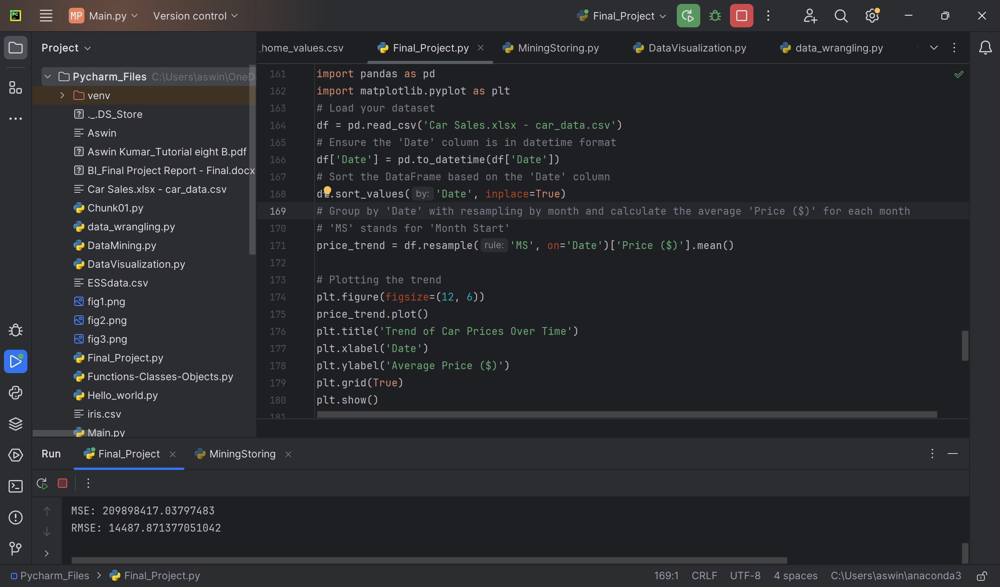 PC
MP Main.py Version control Final_Project
Project
Pycharm_Files C:\Users\aswin\OneD
venv
._.DS_Store
Aswin
Aswin Kumar_Tutorial eight B.pdf
BI_Final Project Report - Final.docx
Car Sales.xlsx - car_data.csv
Chunk01.py
data_wrangling.py
DataMining.py
DataVisualization.py
ESSdata.csv
fig1.png
fig2.png
fig3.png
Final_Project.py
Functions-Classes-Objects.py
Hello_world.py
iris.csv
Main.py
_home_values.csv Final_Project.py MiningStoring.py DataVisualization.py data_wrangling.py
161 import pandas as pd
162 import matplotlib.pyplot as plt
163 # Load your dataset
164 df = pd.read_csv('Car Sales.xlsx - car_data.csv')
165 # Ensure the 'Date' column is in datetime format
166 df['Date'] = pd.to_datetime(df['Date'])
167 # Sort the DataFrame based on the 'Date' column
168 df.sort_values( by: 'Date', inplace=True)
169 # Group by 'Date' with resampling by month and calculate the average 'Price ($)' for each month
170 # 'MS' stands for 'Month Start'
171 price_trend = df.resample( rule: 'MS', on='Date')['Price ($)'].mean()
172
173 # Plotting the trend
174 plt.figure(figsize=(12, 6))
175 price_trend.plot()
176 plt.title('Trend of Car Prices Over Time')
177 plt.xlabel('Date')
178 plt.ylabel('Average Price ($)')
179 plt.grid(True)
180 plt.show()
181
Run Final_Project MiningStoring
MSE: 209898417.03797483
RMSE: 14487.871377051042
Pycharm_Files > Final_Project.py 169:1 CRLF UTF-8 4 spaces C:\Users\aswin\anaconda3